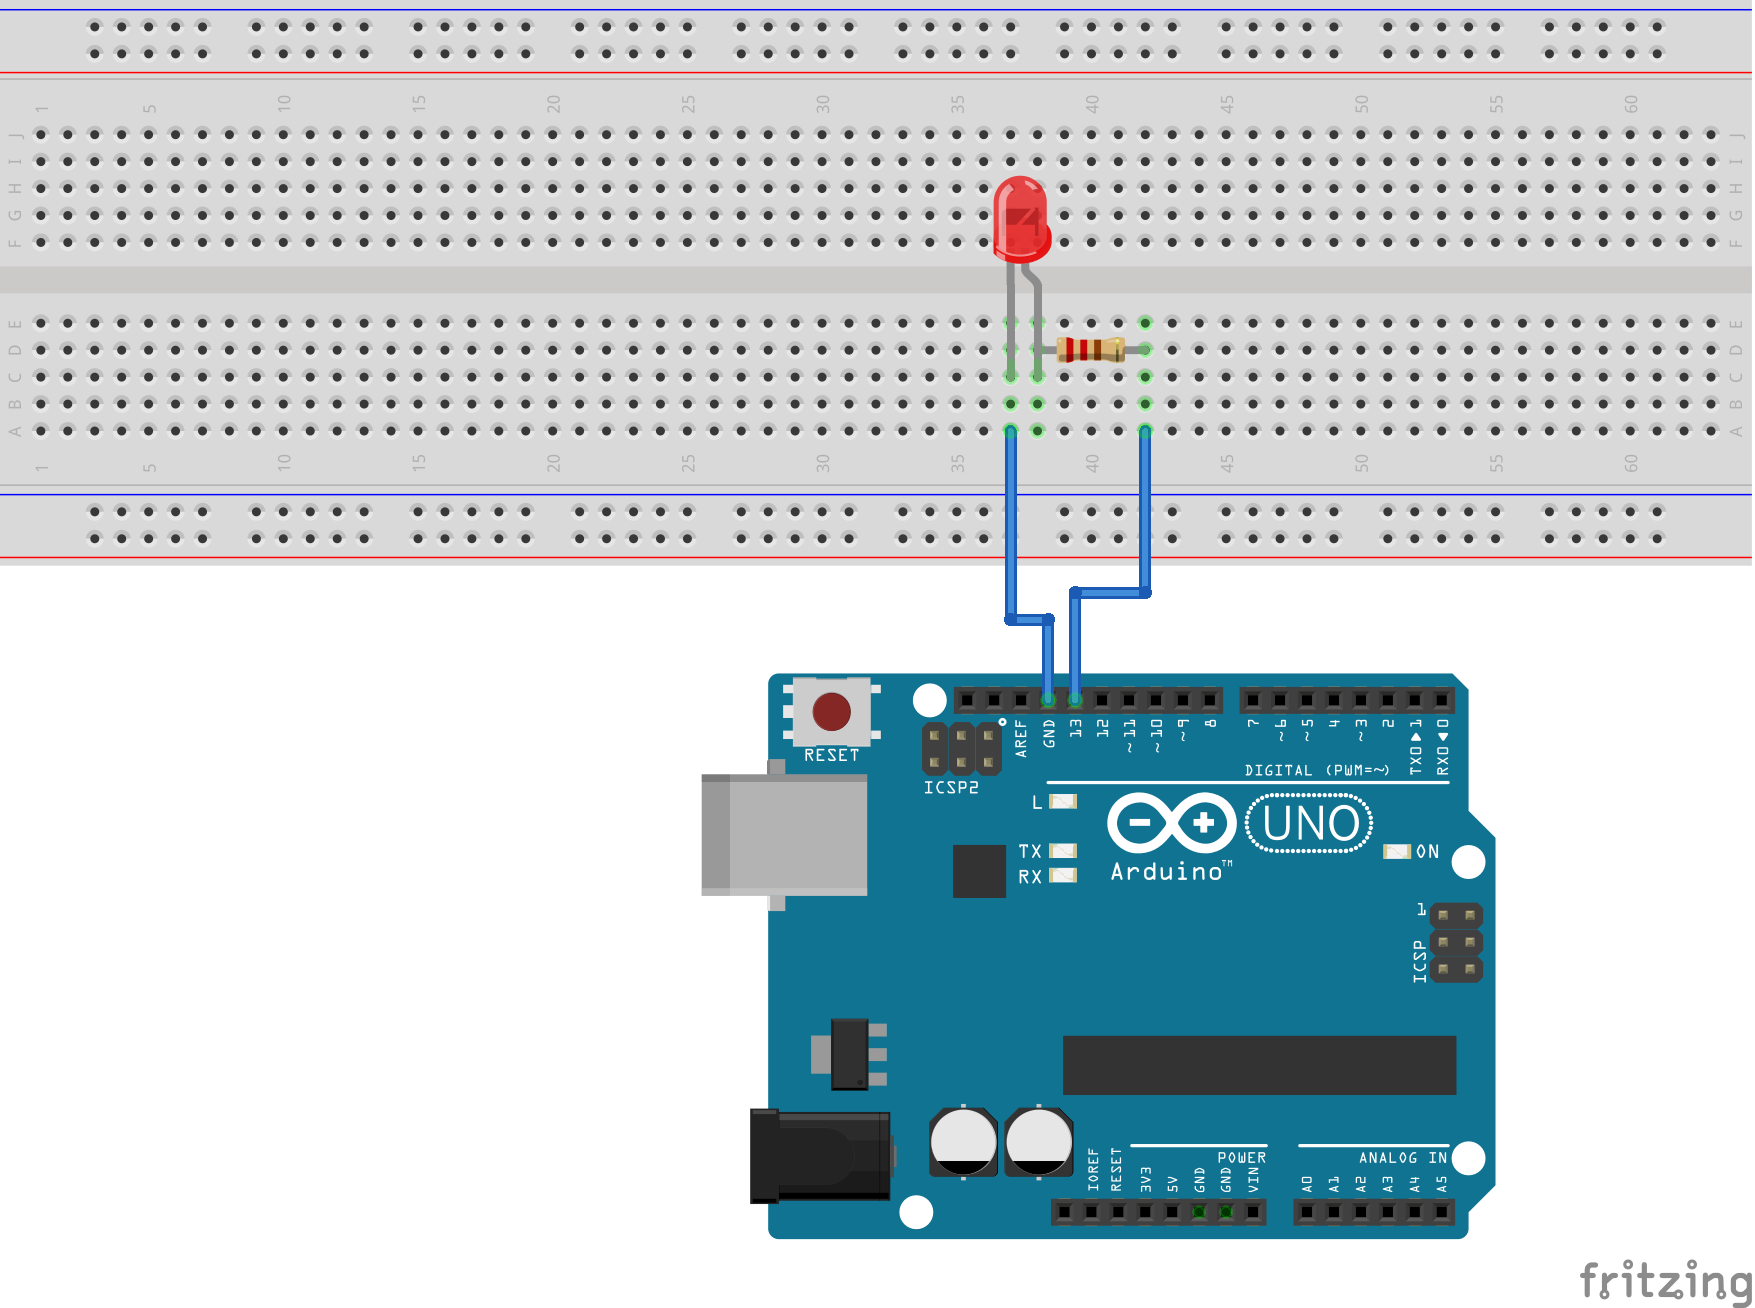 1 5 10 15 20 25 30 35 40 45 50 55 60
J J
I I
H H
G G
F F
E E
D D
C C
B B
A A
1 5 10 15 20 25 30 35 40 45 50 55 60
RESET
AREF GND 13 12 ~11 ~10 ~9 8 7 ~6 ~5 4 ~3 2 TX0▶1 RX0◀0
DIGITAL (PWM=~)
ICSP2
L
TX
RX
UNO
Arduino™
ON
1
ICSP
POWER
ANALOG IN
IOREF RESET 3V3 5V GND GND VIN A0 A1 A2 A3 A4 A5
fritzing